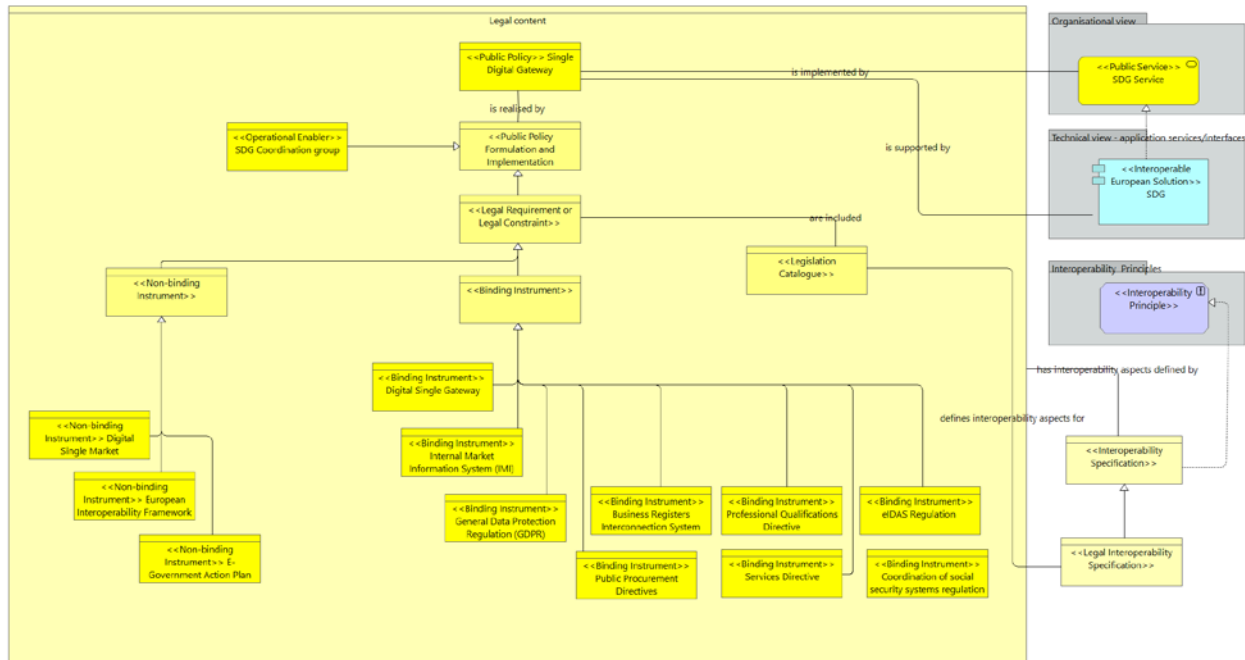 Legal content
Organisational view
<<Public Policy>> Single
Digital Gateway
is implemented by
<<Public Service>>
SDG Service
is realised by
<<Operational Enabler>>
SDG Coordination group
<<Public Policy
Formulation and
Implementation
is supported by
Technical view - application services/interfaces
<<Interoperable
European Solution>>
SDG
<<Legal Requirement or
Legal Constraint>>
are included
<<Legislation
Catalogue>>
<<Non-binding
Instrument>>
<<Binding Instrument>>
Interoperability Principles
<<Interoperability
Principle>>
has interoperability aspects defined by
<<Binding Instrument>>
Digital Single Gateway
defines interoperability aspects for
<<Non-binding
Instrument>> Digital
Single Market
<<Binding Instrument>>
Internal Market
Information System (IMI)
<<Interoperability
Specification>>
<<Non-binding
Instrument>> European
Interoperability Framework
<<Binding Instrument>>
General Data Protection
Regulation (GDPR)
<<Binding Instrument>>
Business Registers
Interconnection System
<<Binding Instrument>>
Professional Qualifications
Directive
<<Binding Instrument>>
eIDAS Regulation
<<Non-binding
Instrument>> E-
Government Action Plan
<<Binding Instrument>>
Public Procurement
Directives
<<Binding Instrument>>
Services Directive
<<Binding Instrument>>
Coordination of social
security systems regulation
<<Legal Interoperability
Specification>>